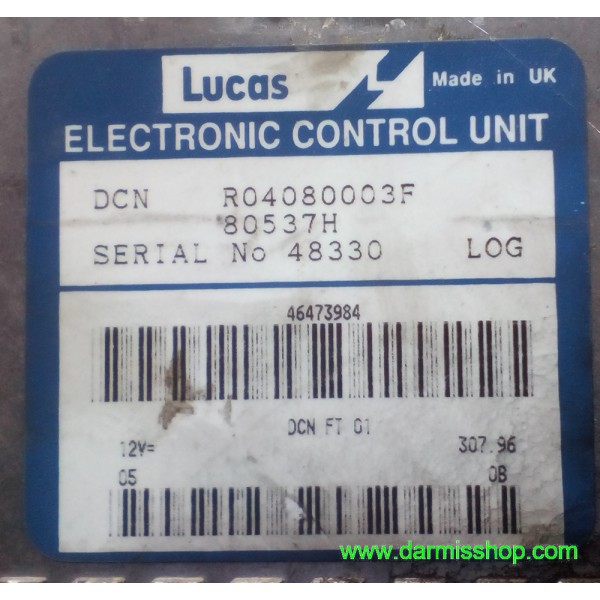 Lucas Made in UK
ELECTRONIC CONTROL UNIT
DCN R04080003F
80537H
SERIAL No 48330 LOG
46473984
DCN FT 01
12V= 307.96
05 0B
www.darmisshop.com